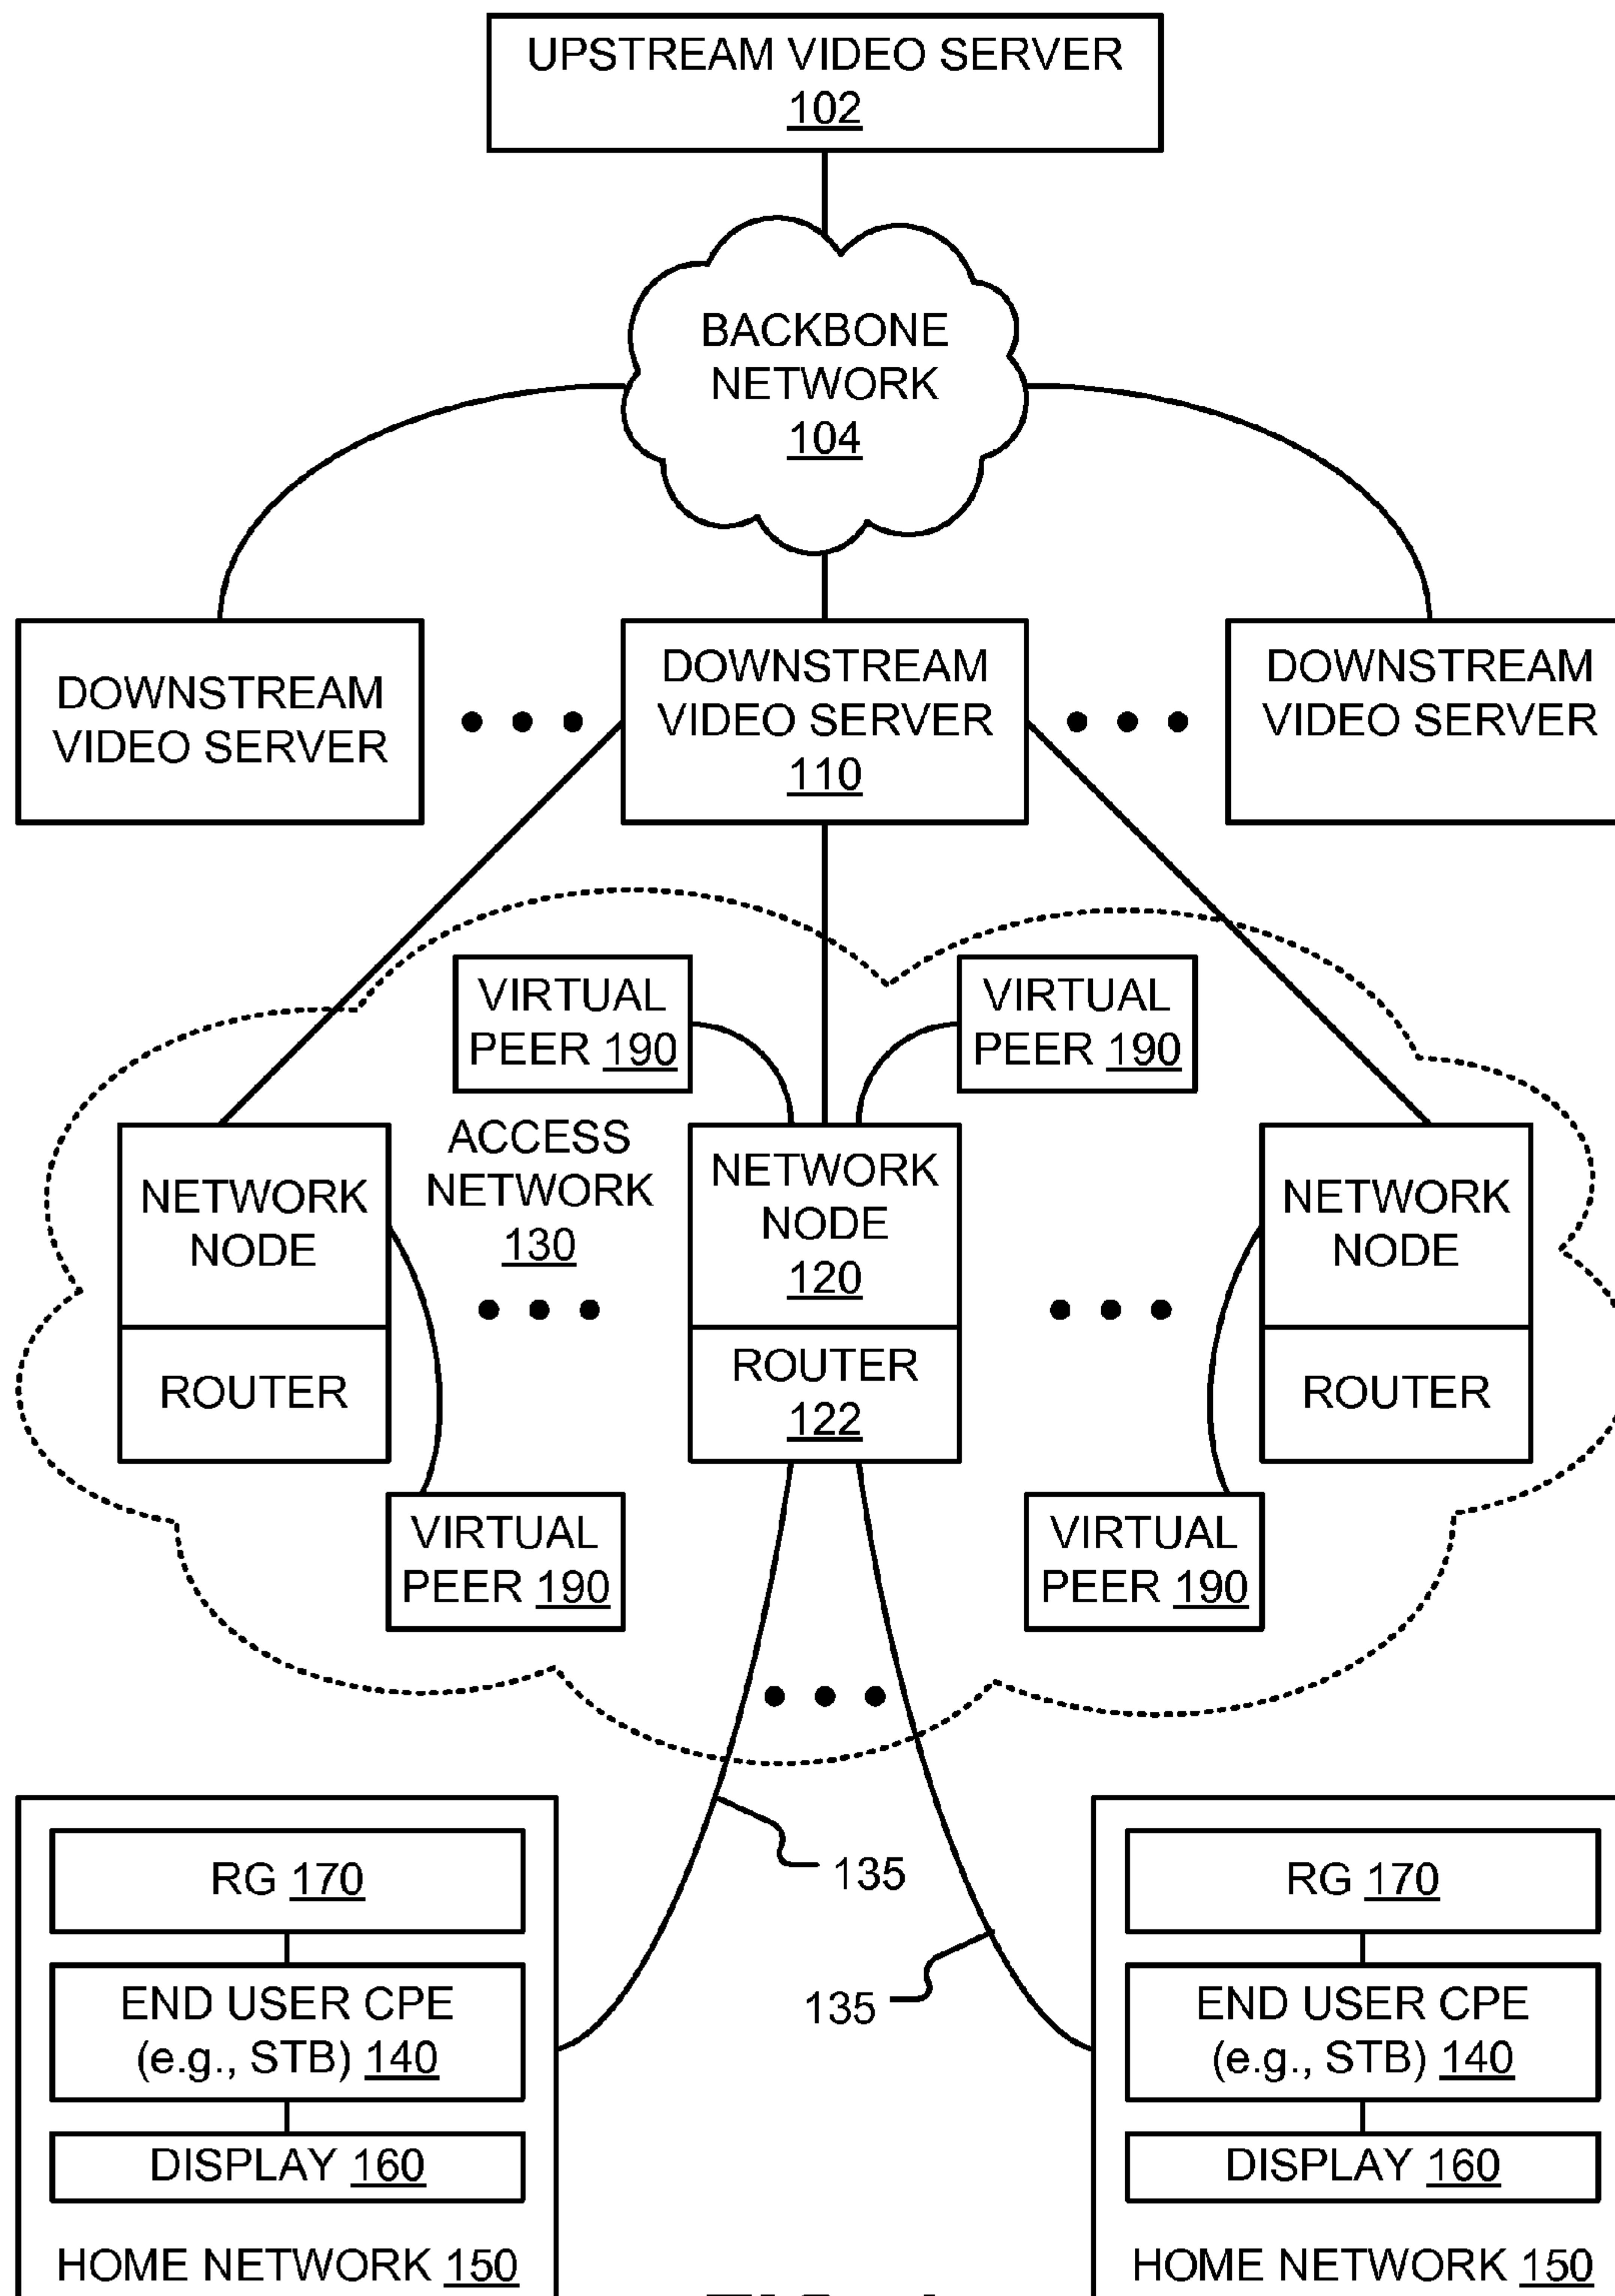 UPSTREAM VIDEO SERVER
102
BACKBONE
NETWORK
104
DOWNSTREAM
VIDEO SERVER
DOWNSTREAM
VIDEO SERVER
110
DOWNSTREAM
VIDEO SERVER
VIRTUAL
PEER 190
VIRTUAL
PEER 190
ACCESS
NETWORK
130
NETWORK
NODE
ROUTER
NETWORK
NODE
120
ROUTER
122
NETWORK
NODE
ROUTER
VIRTUAL
PEER 190
VIRTUAL
PEER 190
135
135
RG 170
END USER CPE
(e.g., STB) 140
DISPLAY 160
HOME NETWORK 150
RG 170
END USER CPE
(e.g., STB) 140
DISPLAY 160
HOME NETWORK 150